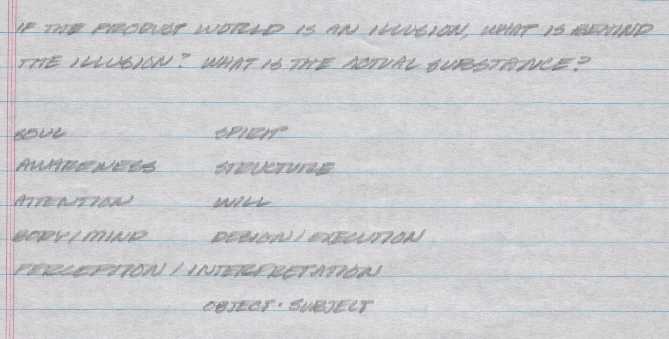 IF THE PRODUCT WORLD IS AN ILLUSION, WHAT IS BEHIND
THE ILLUSION? WHAT IS THE ACTUAL SUBSTANCE?
SOUL SPIRIT
AWARENESS STRUCTURE
ATTENTION WILL
BODY/MIND DESIGN/EXECUTION
PERCEPTION/INTERPRETATION
OBJECT · SUBJECT